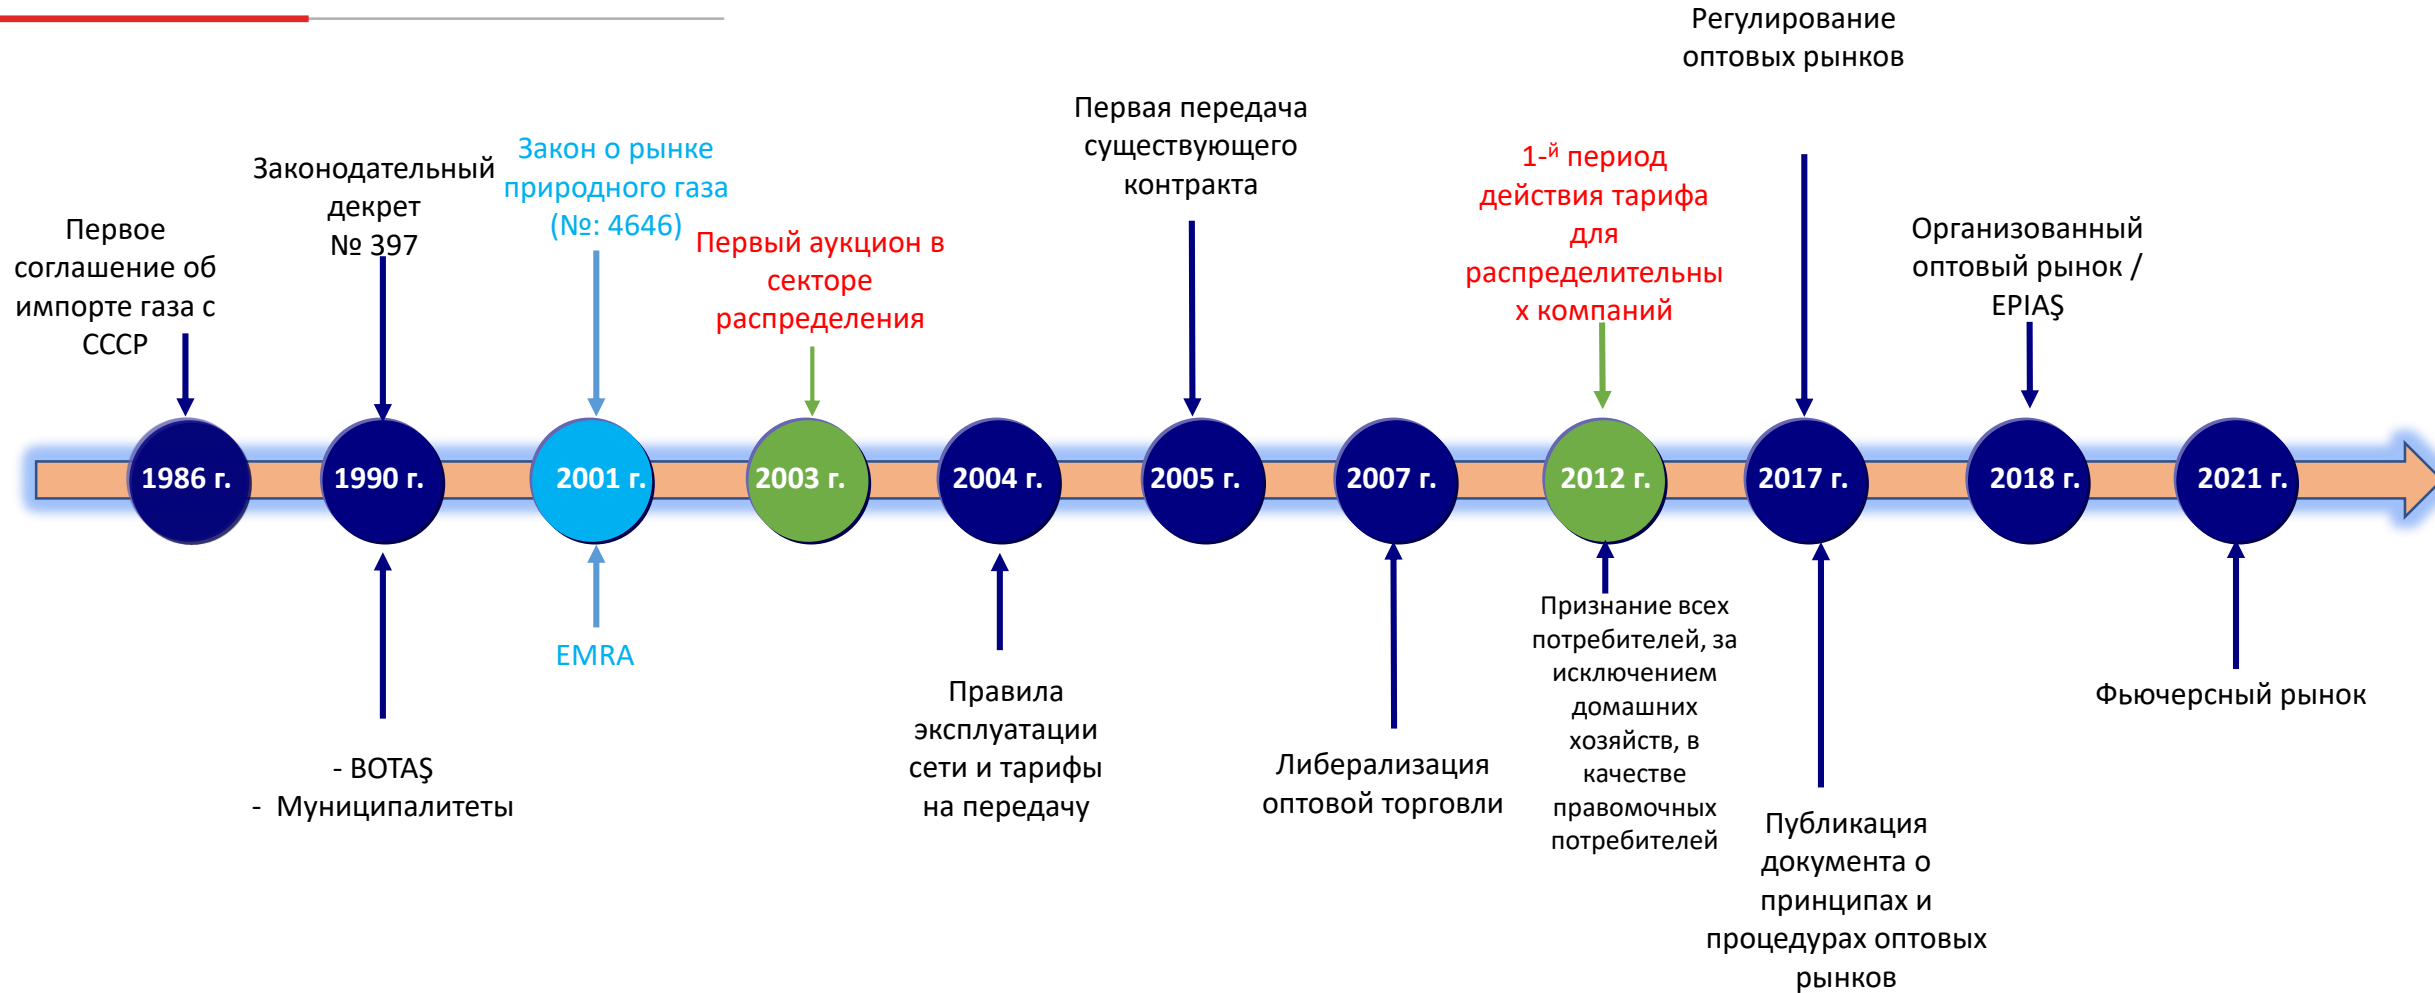 Первое
соглашение об
импорте газа с
СССР
Законодательный
декрет
№ 397
Закон о рынке
природного газа
(№: 4646)
Первый аукцион в
секторе
распределения
Первая передача
существующего
контракта
1-й период
действия тарифа
для
распределительны
х компаний
Регулирование
оптовых рынков
Организованный
оптовый рынок /
EPIAŞ
1986 г.
1990 г.
2001 г.
2003 г.
2004 г.
2005 г.
2007 г.
2012 г.
2017 г.
2018 г.
2021 г.
- BOTAŞ
- Муниципалитеты
EMRA
Правила
эксплуатации
сети и тарифы
на передачу
Либерализация
оптовой торговли
Признание всех
потребителей, за
исключением
домашних
хозяйств, в
качестве
правомочных
потребителей
Публикация
документа о
принципах и
процедурах оптовых
рынков
Фьючерсный рынок